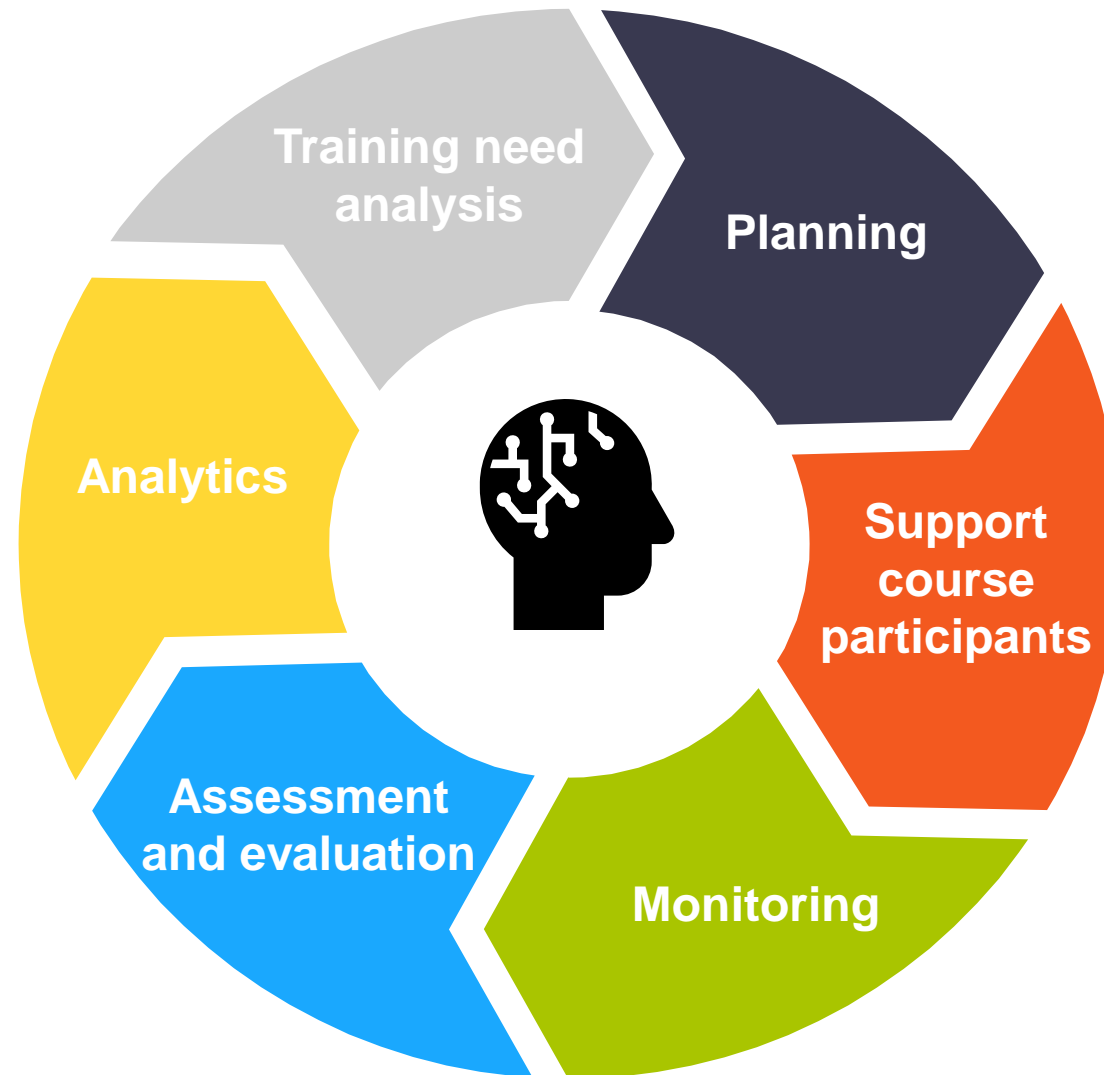 Training need
analysis
Planning
Support
course
participants
Monitoring
Assessment
and evaluation
Analytics